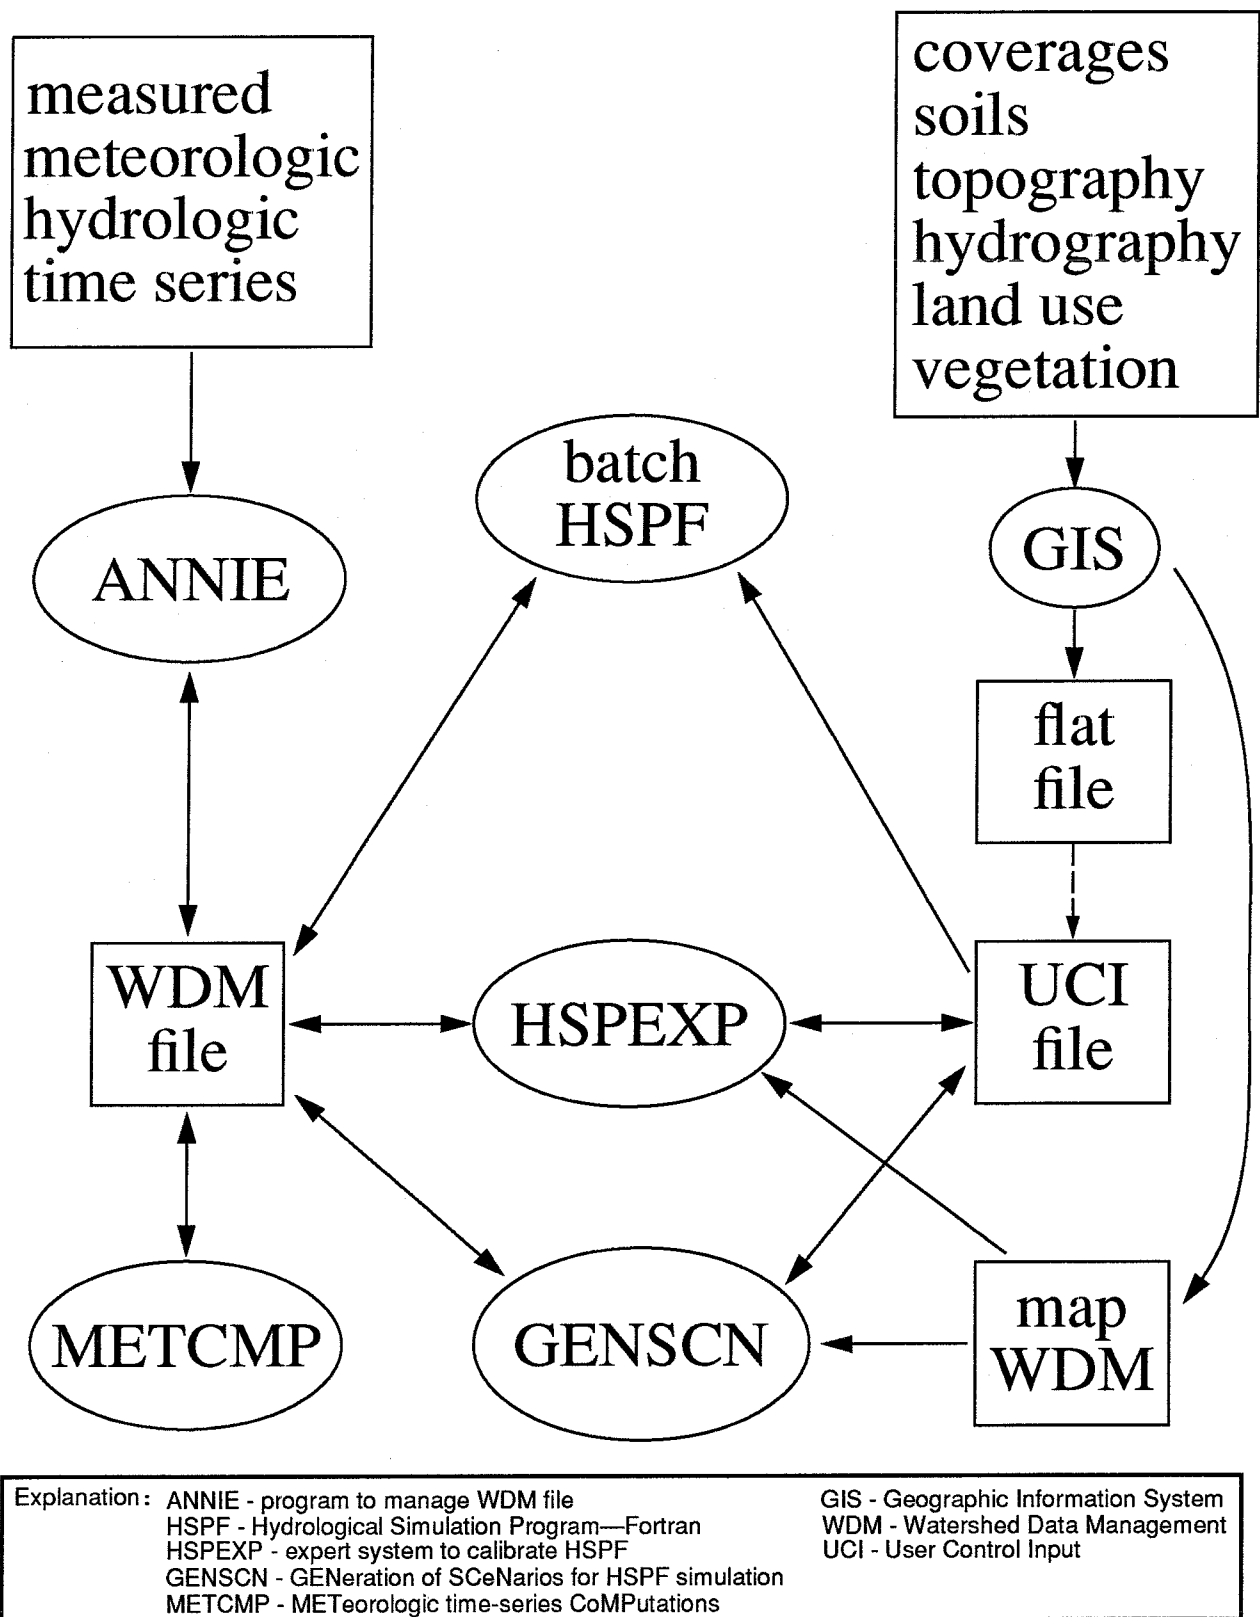 measured
meteorologic
hydrologic
time series
coverages
soils
topography
hydrography
land use
vegetation
batch
HSPF
ANNIE
GIS
flat
file
WDM
file
HSPEXP
UCI
file
METCMP
GENSCN
map
WDM
Explanation: ANNIE - program to manage WDM file
HSPF - Hydrological Simulation Program—Fortran
HSPEXP - expert system to calibrate HSPF
GENSCN - GENeration of SCeNarios for HSPF simulation
METCMP - METeorologic time-series CoMPutations
GIS - Geographic Information System
WDM - Watershed Data Management
UCI - User Control Input